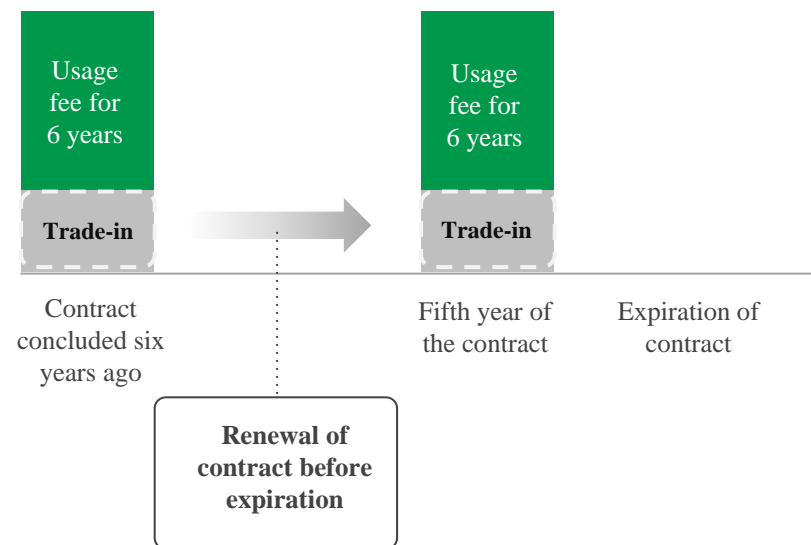 Usage
fee for
6 years
Trade-in
Usage
fee for
6 years
Trade-in
Contract
concluded six
years ago
Fifth year of
the contract
Expiration of
contract
Renewal of
contract before
expiration